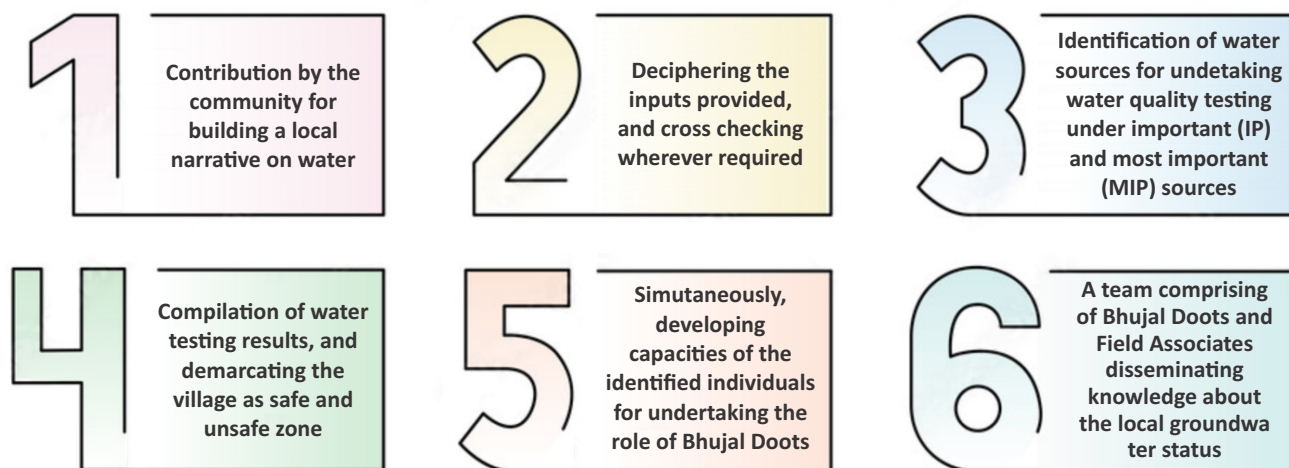 1
Contribution by the
community for
building a local
narrative on water
2
Deciphering the
inputs provided,
and cross checking
wherever required
3
Identification of water
sources for undetaking
water quality testing
under important (IP)
and most important
(MIP) sources
4
Compilation of water
testing results, and
demarcating the
village as safe and
unsafe zone
5
Simutaneously,
developing
capacities of the
identified individuals
for undertaking the
role of Bhujal Doots
6
A team comprising
of Bhujal Doots and
Field Associates
disseminating
knowledge about
the local groundwa
ter status